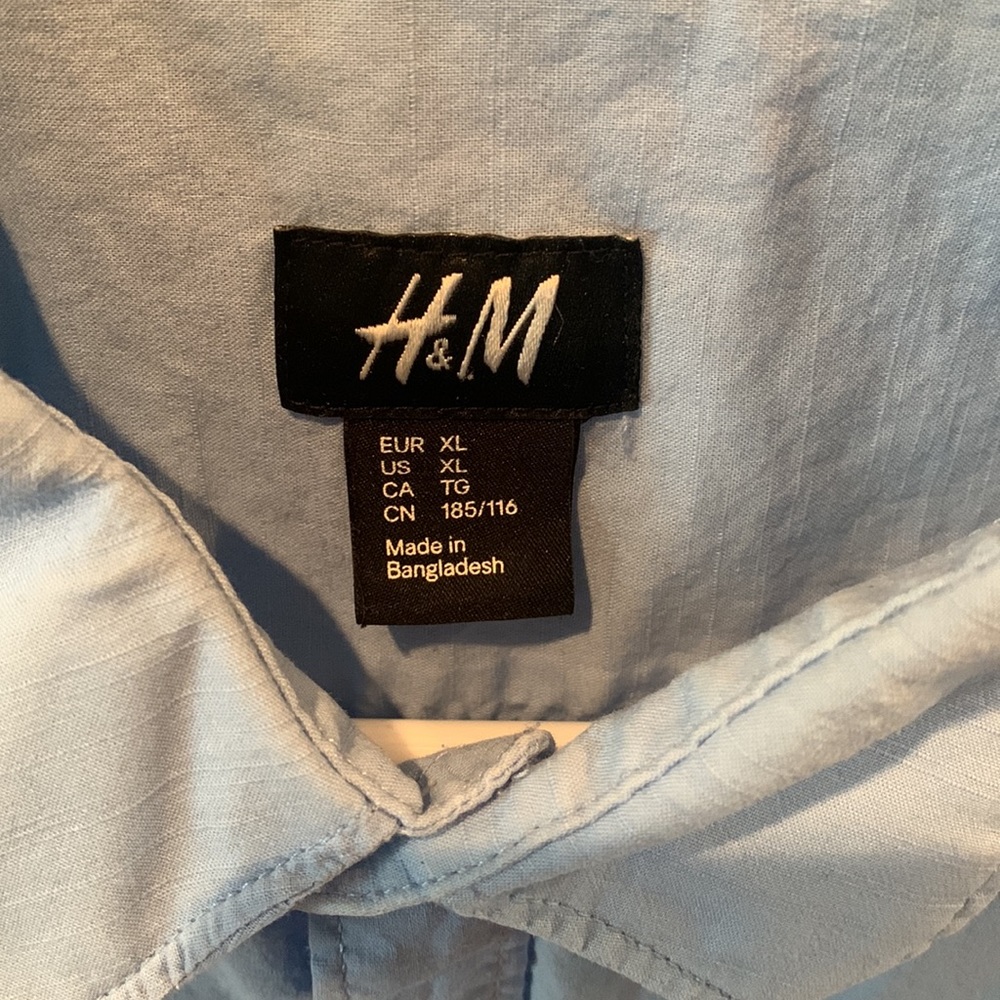 H&M
EUR XL
US XL
CA TG
CN 185/116
Made in
Bangladesh